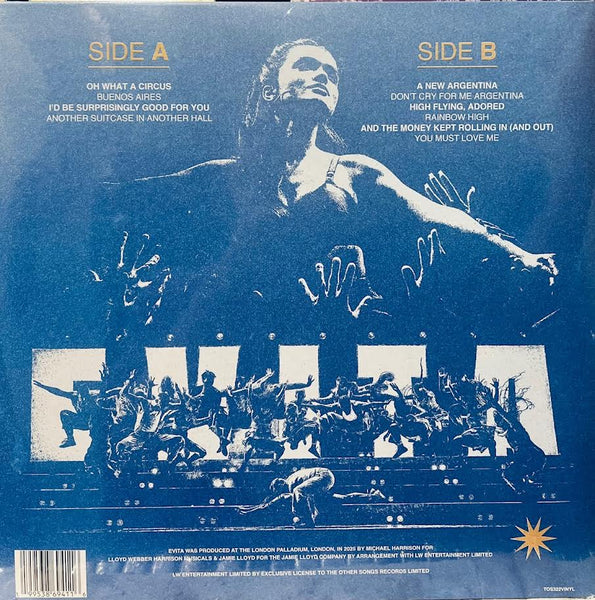 SIDE A
OH WHAT A CIRCUS
BUENOS AIRES
I'D BE SURPRISINGLY GOOD FOR YOU
ANOTHER SUITCASE IN ANOTHER HALL
SIDE B
A NEW ARGENTINA
DON'T CRY FOR ME ARGENTINA
HIGH FLYING, ADORED
RAINBOW HIGH
AND THE MONEY KEPT ROLLING IN (AND OUT)
YOU MUST LOVE ME
EVITA
EVITA WAS PRODUCED AT THE LONDON PALLADIUM, LONDON, IN 2025 BY MICHAEL HARRISON FOR
LLOYD WEBBER HARRISON MUSICALS & JAMIE LLOYD FOR THE JAMIE LLOYD COMPANY BY ARRANGEMENT WITH LW ENTERTAINMENT LIMITED
LW ENTERTAINMENT LIMITED BY EXCLUSIVE LICENSE TO THE OTHER SONGS RECORDS LIMITED
99538"69411 6
TOS322VINYL